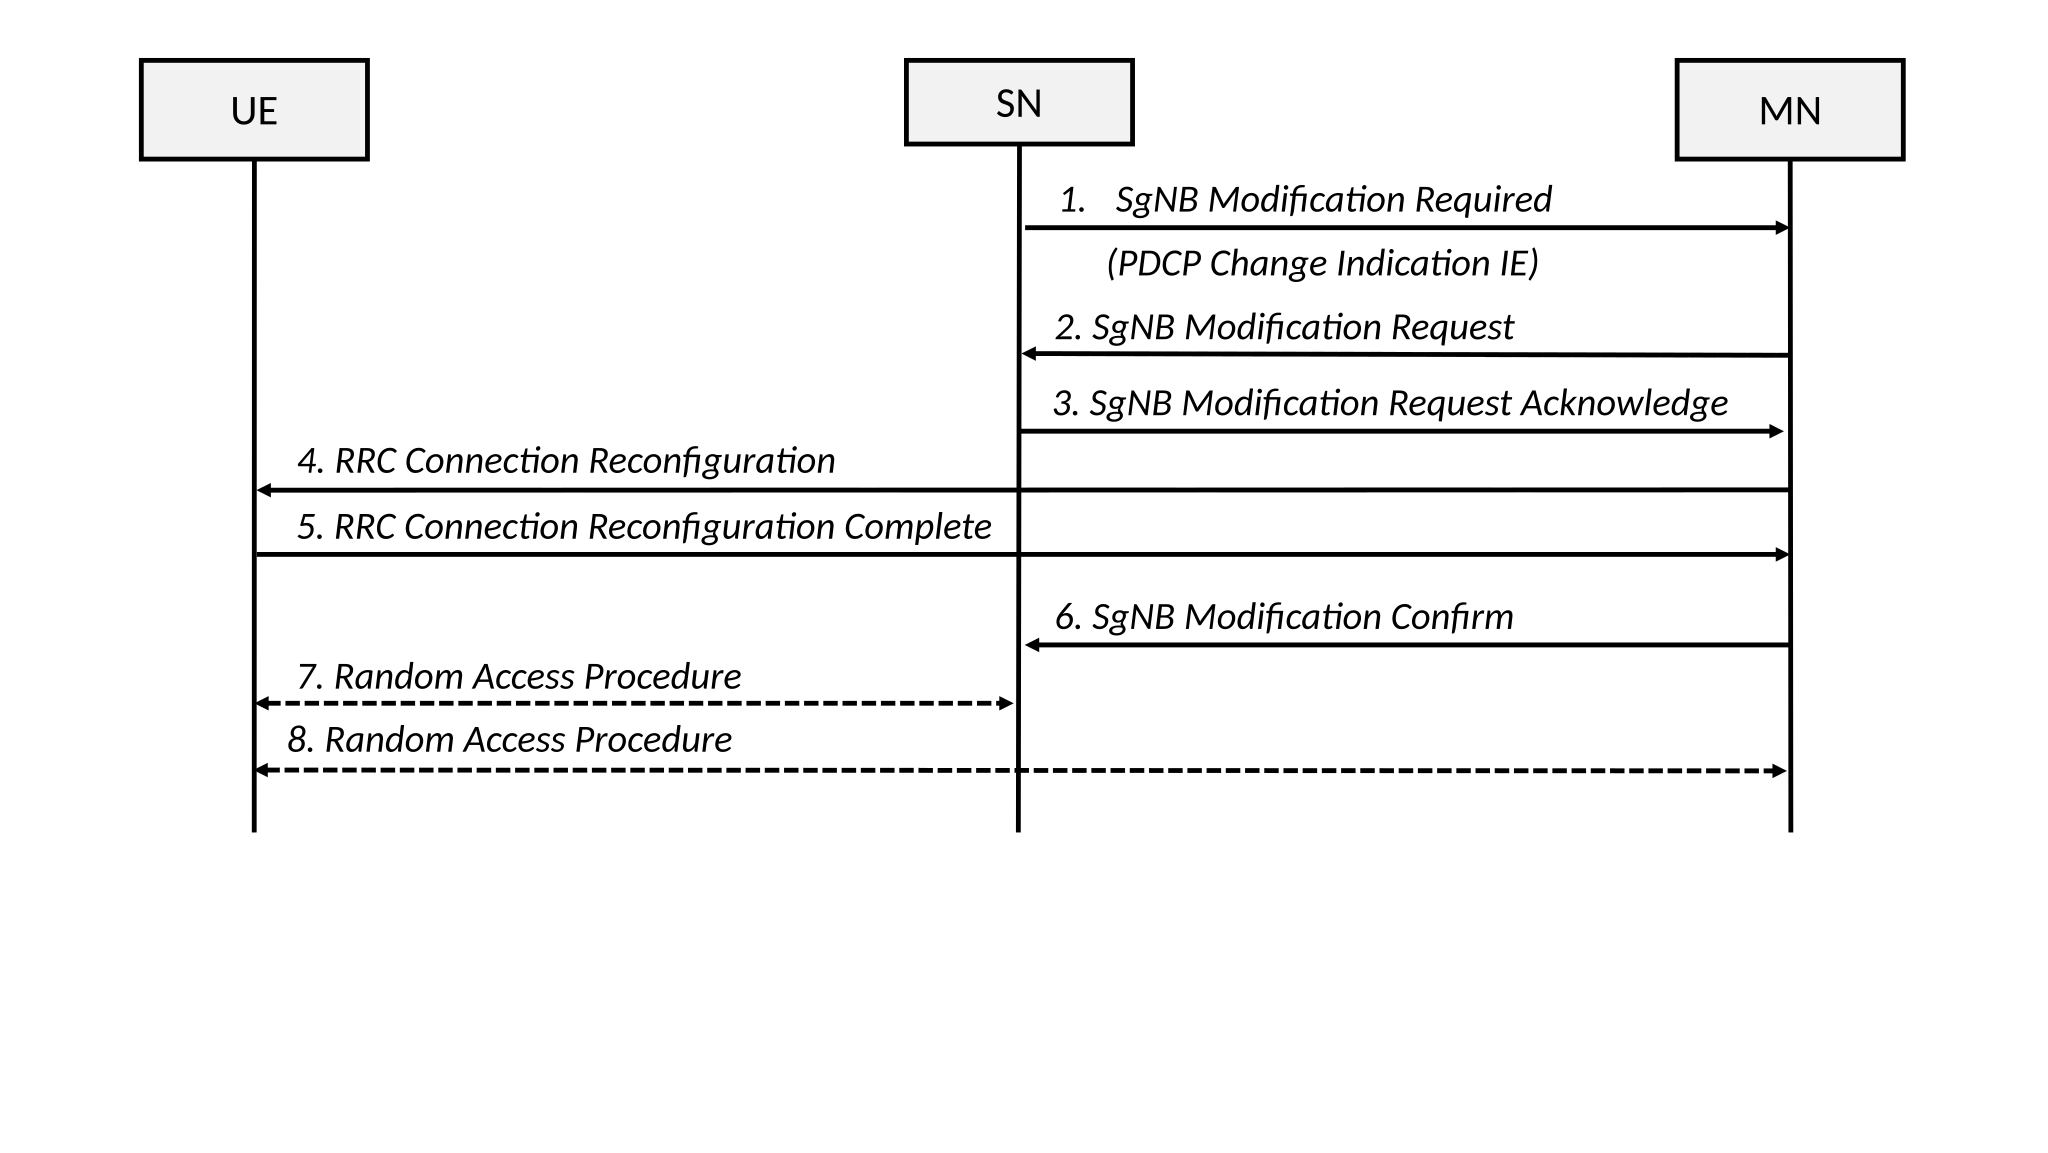 UE
SN
MN
1. SgNB Modification Required
(PDCP Change Indication IE)
2. SgNB Modification Request
3. SgNB Modification Request Acknowledge
4. RRC Connection Reconfiguration
5. RRC Connection Reconfiguration Complete
6. SgNB Modification Confirm
7. Random Access Procedure
8. Random Access Procedure